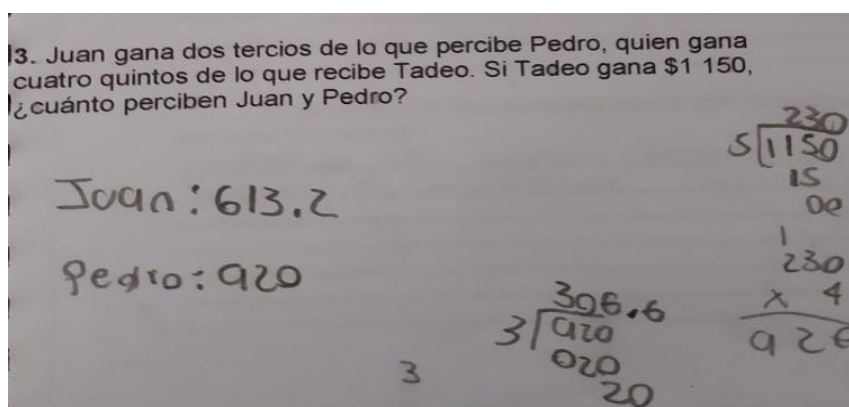 13. Juan gana dos tercios de lo que percibe Pedro, quien gana
cuatro quintos de lo que recibe Tadeo. Si Tadeo gana $1 150,
¿cuánto perciben Juan y Pedro?
Juan: 613.2
Pedro: 920
230
5 1150
15
00
1
230
x 4
920
306.6
3 920
020
20
3